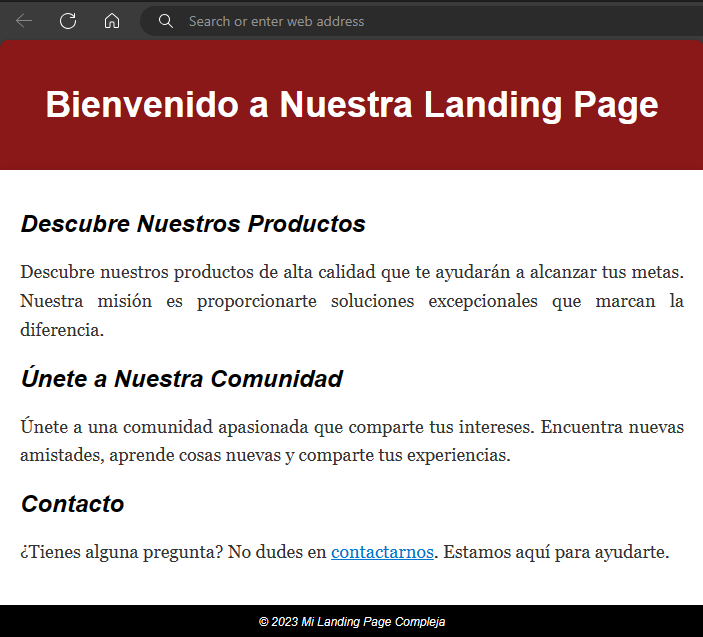 Search or enter web address
Bienvenido a Nuestra Landing Page
Descubre Nuestros Productos
Descubre nuestros productos de alta calidad que te ayudarán a alcanzar tus metas.
Nuestra misión es proporcionarte soluciones excepcionales que marcan la
diferencia.
Únete a Nuestra Comunidad
Únete a una comunidad apasionada que comparte tus intereses. Encuentra nuevas
amistades, aprende cosas nuevas y comparte tus experiencias.
Contacto
¿Tienes alguna pregunta? No dudes en contactarnos. Estamos aquí para ayudarte.
© 2023 Mi Landing Page Compleja